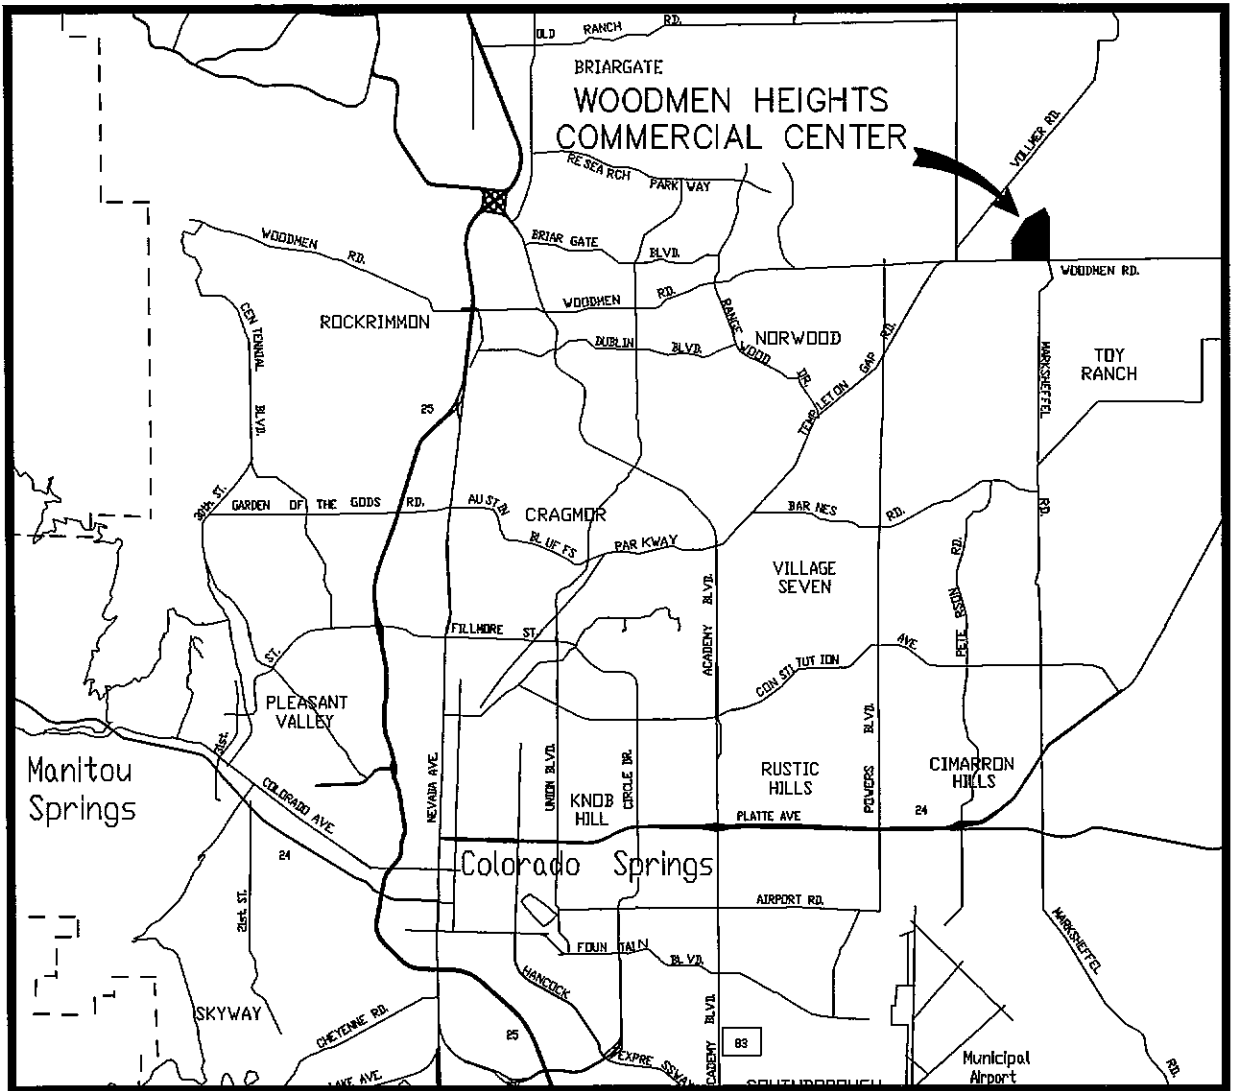 OLD RANCH RD.
BRIARGATE
WOODMEN HEIGHTS
COMMERCIAL CENTER
VOLLMER RD.
RESEARCH PARKWAY
WOODMEN RD.
BRIARGATE BLVD.
WOODMEN RD.
WOODMEN RD.
CENTENNIAL BLVD.
ROCKRIMMON
DUBLIN BLVD.
RANGEWOOD DR.
NORWOOD
TEMPLETON GAP RD.
MARKSHEFFEL RD.
TOY
RANCH
25
30th ST.
GARDEN OF THE GODS RD.
AUSTIN BLUFFS PARKWAY
CRAGMOR
BARNES RD.
VILLAGE
SEVEN
ACADEMY BLVD.
PETERSON RD.
FILLMORE ST.
ST.
CONSTITUTION AVE.
PLEASANT
VALLEY
31st.
Manitou
Springs
COLORADO AVE.
NEVADA AVE.
UNION BLVD.
CIRCLE DR.
KNOB
HILL
RUSTIC
HILLS
POWERS BLVD.
CIMARRON
HILLS
PLATTE AVE
24
24
Colorado Springs
21st ST.
AIRPORT RD.
FOUNTAIN BLVD.
HANCOCK EXPRESSWAY
MARKSHEFFEL RD.
SKYWAY
CHEYENNE RD.
LAKE AVE.
25
ACADEMY BLVD.
83
Municipal
Airport